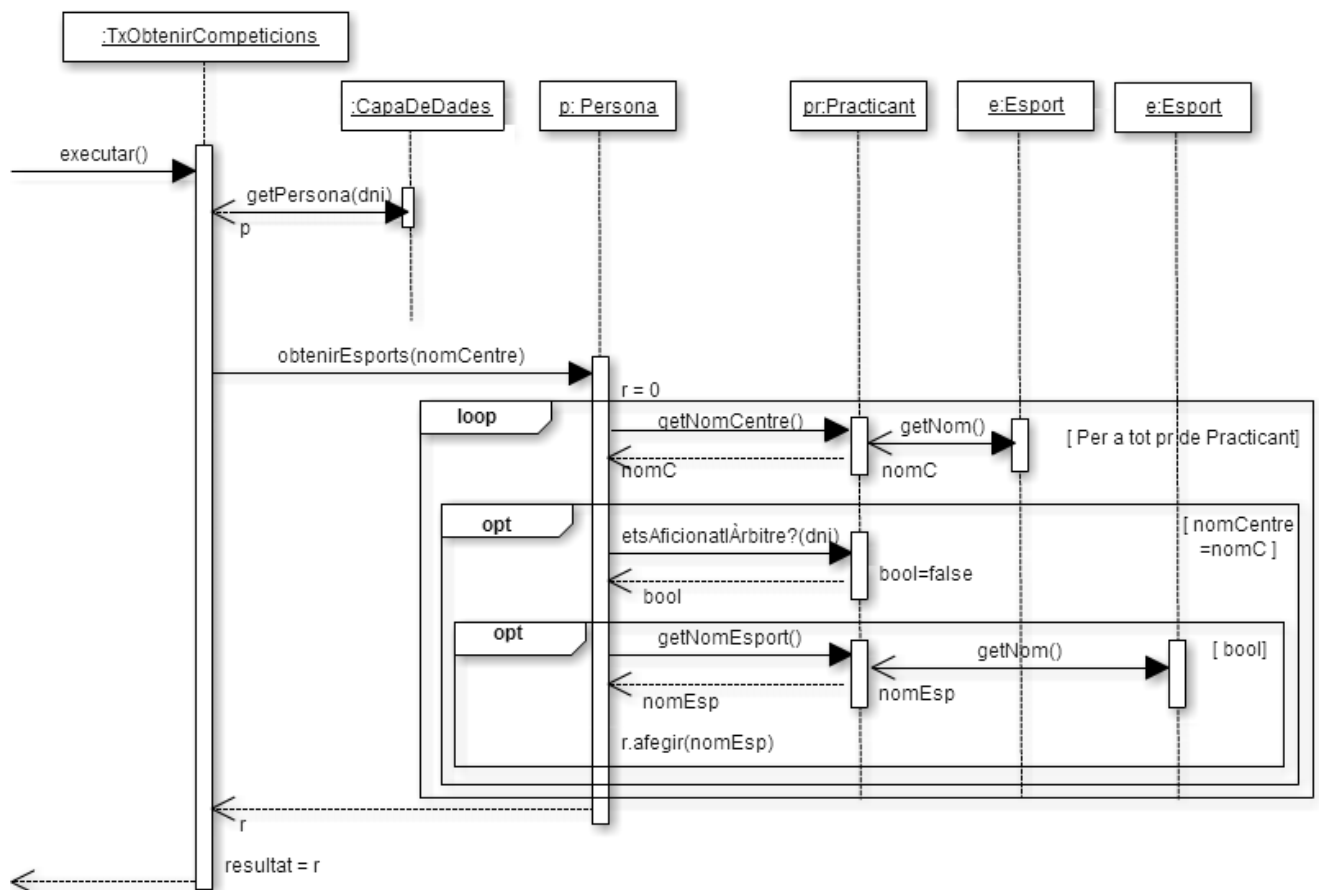 :TxObtenirCompeticions
:CapaDeDades
p: Persona
pr:Practicant
e:Esport
e:Esport
executar()
getPersona(dni)
p
obtenirEsports(nomCentre)
r = 0
loop
getNomCentre()
getNom()
[ Per a tot pr de Practicant]
nomC
nomC
opt
[ nomCentre
=nomC ]
etsAficionatIÀrbitre?(dni)
bool=false
bool
opt
getNomEsport()
getNom()
[ bool]
nomEsp
nomEsp
r.afegir(nomEsp)
r
resultat = r